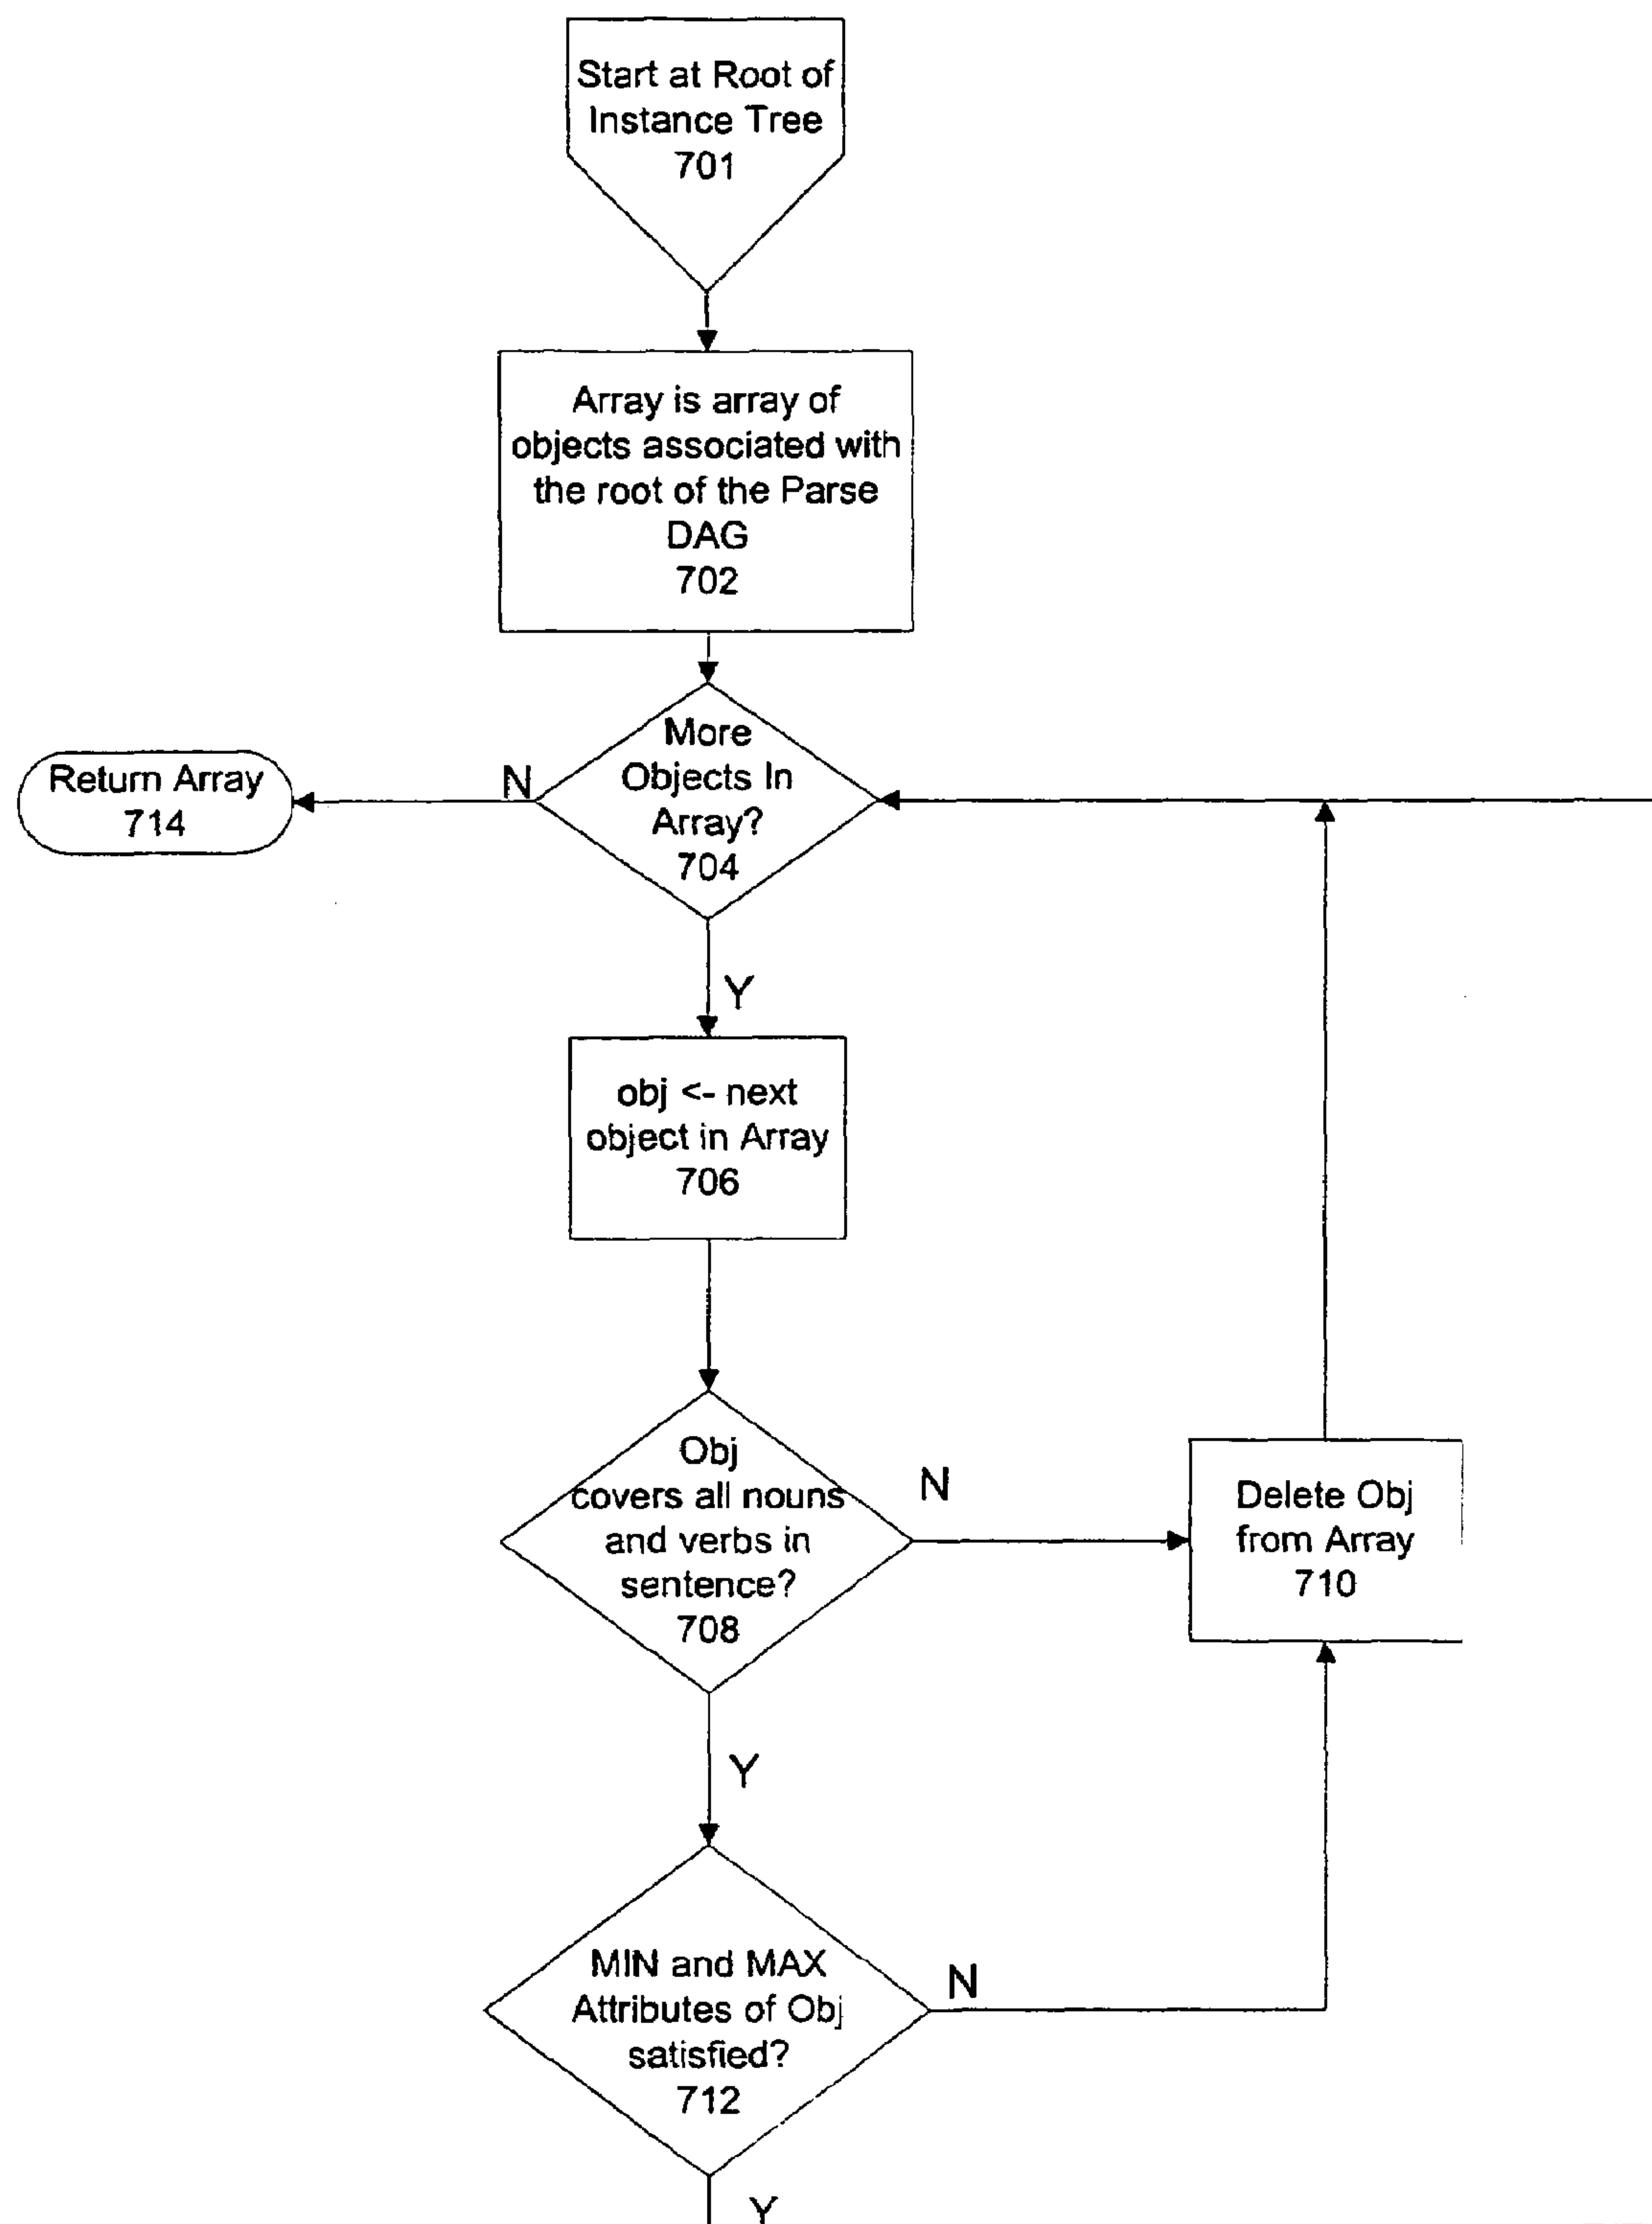 Start at Root of
Instance Tree
701
Array is array of
objects associated with
the root of the Parse
DAG
702
More
Objects In
Array?
704
N
Return Array
714
Y
obj <- next
object in Array
706
Obj
covers all nouns
and verbs in
sentence?
708
N
Delete Obj
from Array
710
Y
MIN and MAX
Attributes of Obj
satisfied?
712
N
Y